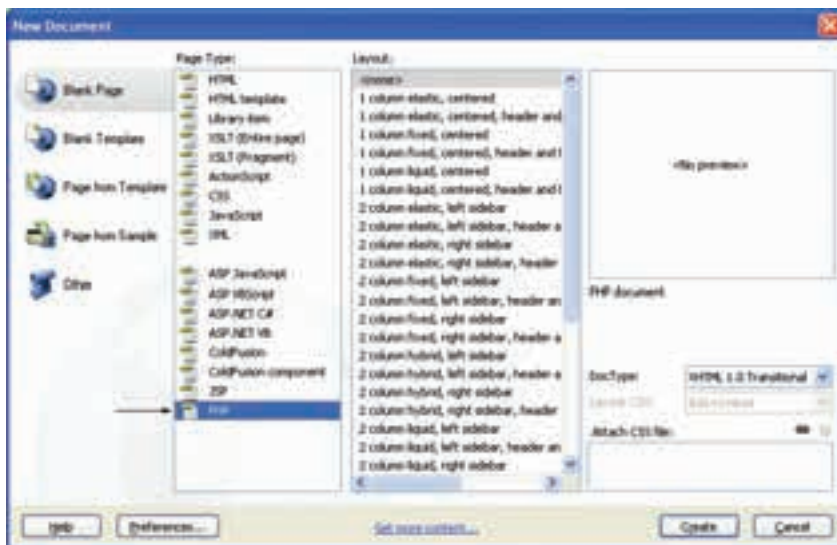 New Document
Blank Page
Blank Template
Page from Template
Page from Sample
Other
Page Type:
HTML
HTML template
Library item
XSLT (Entire page)
XSLT (Fragment)
ActionScript
CSS
JavaScript
XML
ASP JavaScript
ASP VBScript
ASP.NET C#
ASP.NET VB
ColdFusion
ColdFusion component
JSP
PHP
Layout:
<none>
1 column elastic, centered
1 column elastic, centered, header and
1 column fixed, centered
1 column fixed, centered, header and f
1 column liquid, centered
1 column liquid, centered, header and f
2 column elastic, left sidebar
2 column elastic, left sidebar, header a
2 column elastic, right sidebar
2 column elastic, right sidebar, header
2 column fixed, left sidebar
2 column fixed, left sidebar, header an
2 column fixed, right sidebar
2 column fixed, right sidebar, header a
2 column hybrid, left sidebar
2 column hybrid, left sidebar, header a
2 column hybrid, right sidebar
2 column hybrid, right sidebar, header
2 column liquid, left sidebar
2 column liquid, left sidebar, header an
2 column liquid, right sidebar
<No preview>
PHP document
DocType:
XHTML 1.0 Transitional
Layout CSS:
Attach CSS file:
Help
Preferences...
Get more content...
Create
Cancel